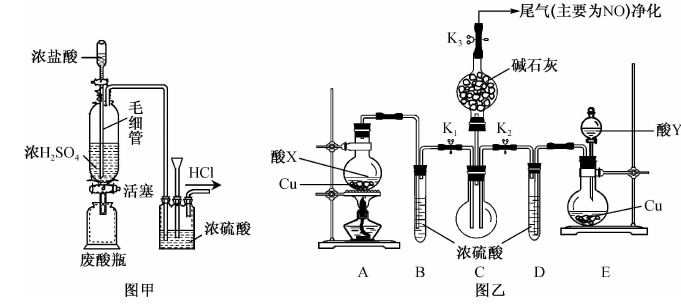 浓盐酸
毛
细
管
浓H₂SO₄
活塞
HCl
浓硫酸
废酸瓶
图甲
尾气(主要为NO)净化
K₃
碱石灰
K₁
K₂
酸X
Cu
酸Y
Cu
浓硫酸
A B C D E
图乙